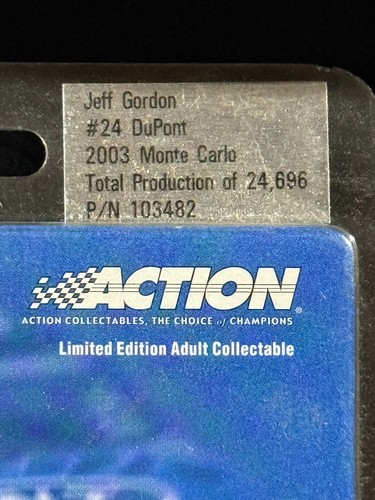 Jeff Gordon
#24 DuPont
2003 Monte Carlo
Total Production of 24,696
P/N 103482
ACTION®
ACTION COLLECTABLES, THE CHOICE of CHAMPIONS
Limited Edition Adult Collectable